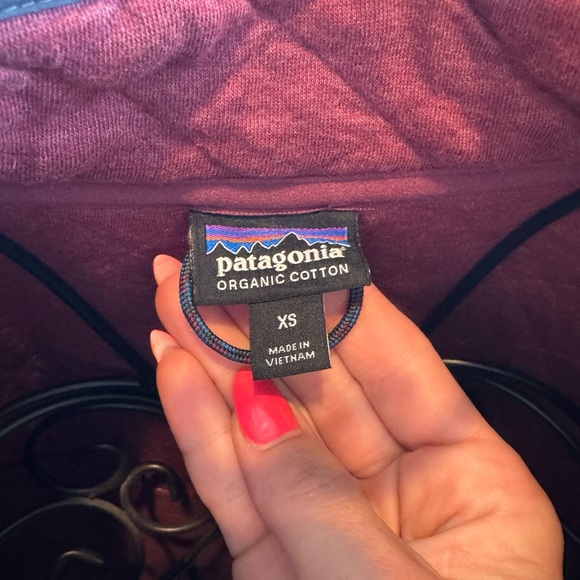 patagonia
ORGANIC COTTON
XS
MADE IN
VIETNAM